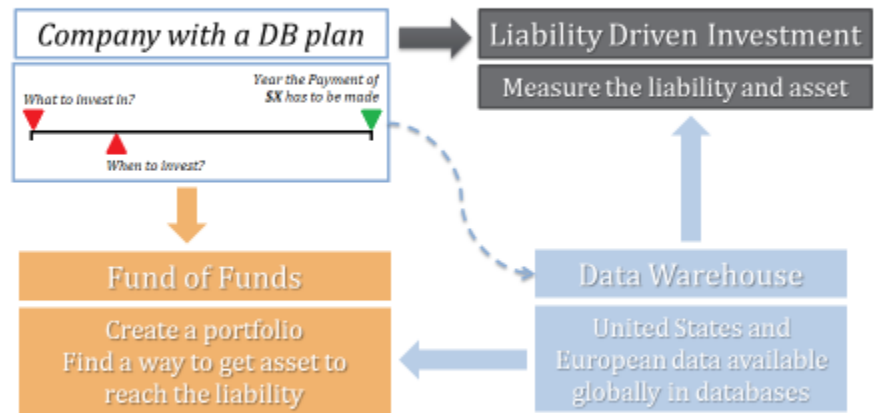 Company with a DB plan
Liability Driven Investment
Measure the liability and asset
Year the Payment of
$X has to be made
What to invest in?
When to invest?
Fund of Funds
Create a portfolio
Find a way to get asset to
reach the liability
Data Warehouse
United States and
European data available
globally in databases